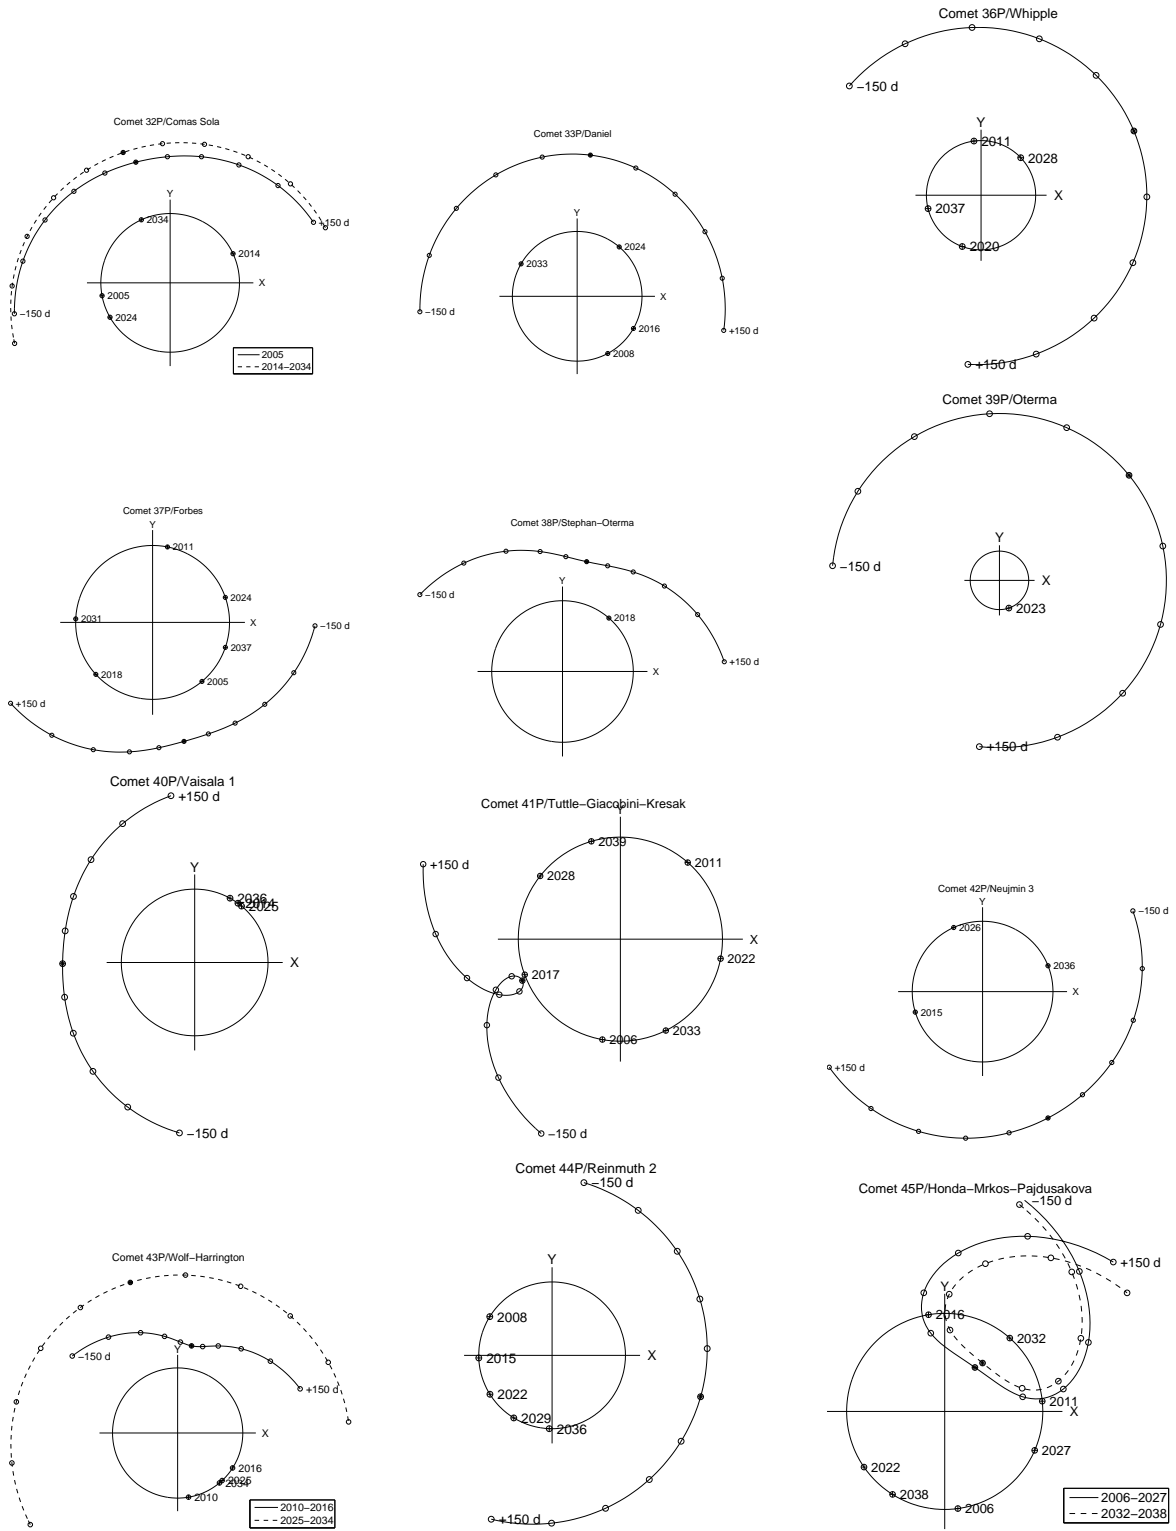 Comet 36P/Whipple
−150 d
Y
2011
2028
X
2037
2020
+150 d
Comet 32P/Comas Sola
Y
2034
+150 d
2014
X
2005
−150 d
2024
2005
2014−2034
Comet 33P/Daniel
Y
2024
2033
X
−150 d
2016
+150 d
2008
Comet 39P/Oterma
−150 d
Y
X
2023
+150 d
Comet 37P/Forbes
Y
2011
2024
2031
X
−150 d
2037
2018
2005
+150 d
Comet 38P/Stephan−Oterma
Y
−150 d
2018
+150 d
X
Comet 40P/Vaisala 1
+150 d
Y
2036
2014
2025
X
−150 d
Comet 41P/Tuttle−Giacobini−Kresak
Y
2039
+150 d
2011
2028
X
2022
2017
2033
2006
−150 d
Comet 42P/Neujmin 3
Y
−150 d
2026
2036
X
2015
+150 d
Comet 43P/Wolf−Harrington
Y
−150 d
+150 d
X
2016
2025
2034
2010
2010−2016
2025−2034
Comet 44P/Reinmuth 2
−150 d
Y
2008
2015
X
2022
2029
2036
+150 d
Comet 45P/Honda−Mrkos−Pajdusakova
−150 d
+150 d
Y
2016
2032
2011
X
2027
2022
2038
2006
2006−2027
2032−2038